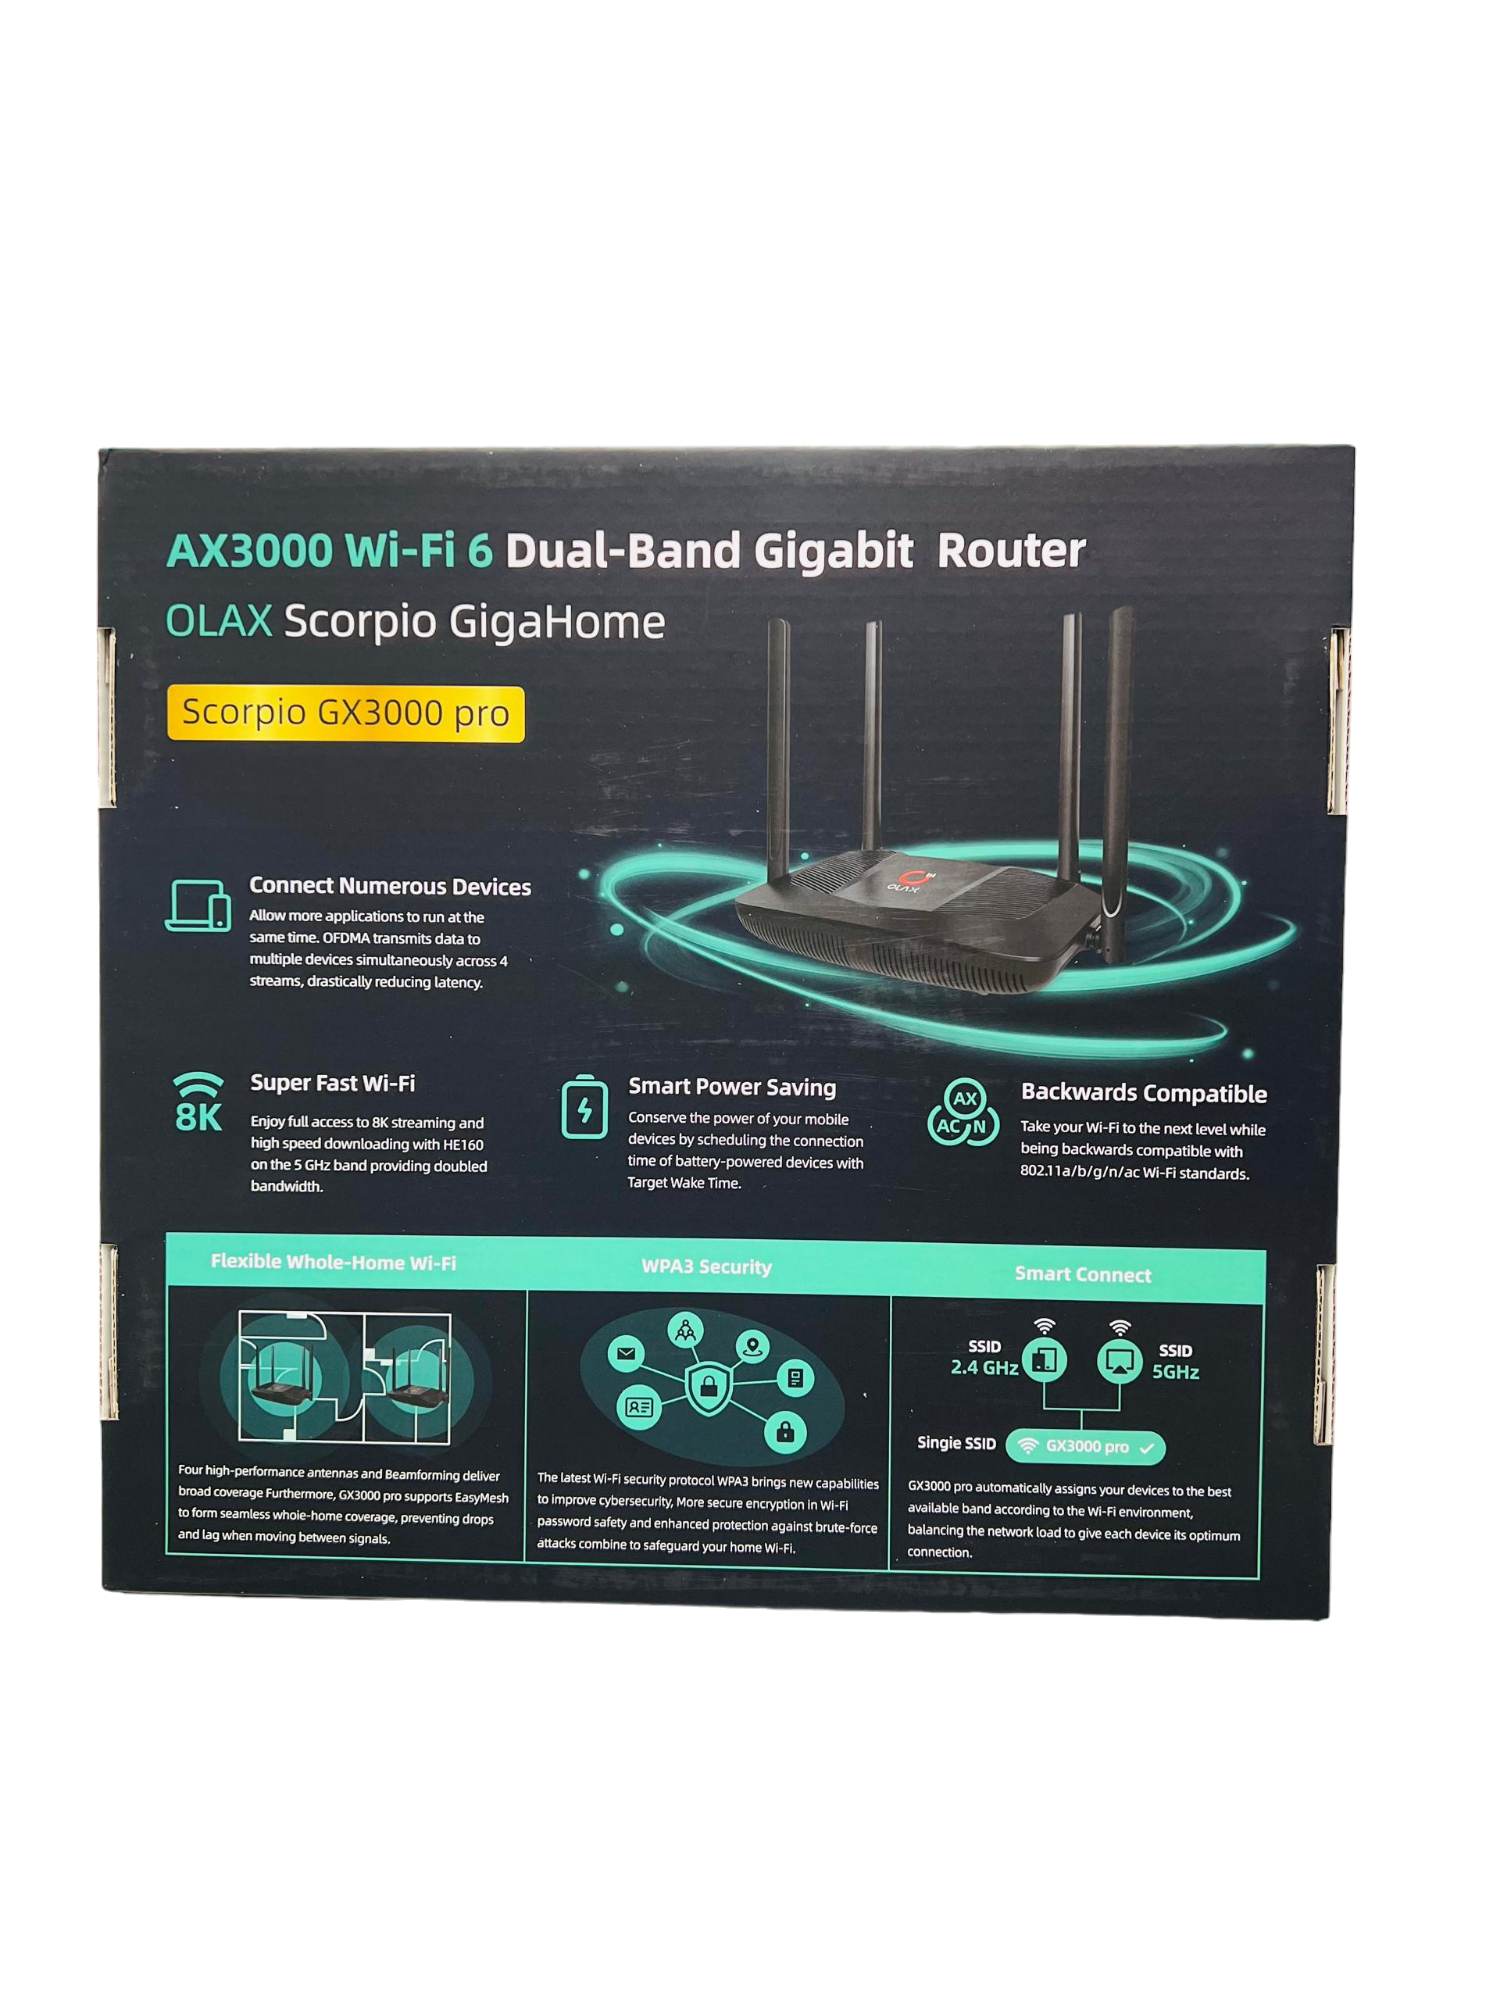 AX3000 Wi-Fi 6 Dual-Band Gigabit Router
OLAX Scorpio GigaHome
Scorpio GX3000 pro
OLAX
Connect Numerous Devices
Allow more applications to run at the
same time. OFDMA transmits data to
multiple devices simultaneously across 4
streams, drastically reducing latency.
8K
Super Fast Wi-Fi
Enjoy full access to 8K streaming and
high speed downloading with HE160
on the 5 GHz band providing doubled
bandwidth.
Smart Power Saving
Conserve the power of your mobile
devices by scheduling the connection
time of battery-powered devices with
Target Wake Time.
AX
AC N
Backwards Compatible
Take your Wi-Fi to the next level while
being backwards compatible with
802.11a/b/g/n/ac Wi-Fi standards.
Flexible Whole-Home Wi-Fi
Four high-performance antennas and Beamforming deliver
broad coverage Furthermore, GX3000 pro supports EasyMesh
to form seamless whoie-home coverage, preventing drops
and lag when moving between signals.
WPA3 Security
The latest Wi-Fi security protocol WPA3 brings new capabilities
to improve cybersecurity, More secure encryption in Wi-Fi
password safety and enhanced protection against brute-force
attacks combine to safeguard your home Wi-Fi.
Smart Connect
SSID
2.4 GHz
SSID
5GHz
Singie SSID
GX3000 pro
GX3000 pro automatically assigns your devices to the best
available band according to the Wi-Fi environment,
balancing the network load to give each device its optimum
connection.